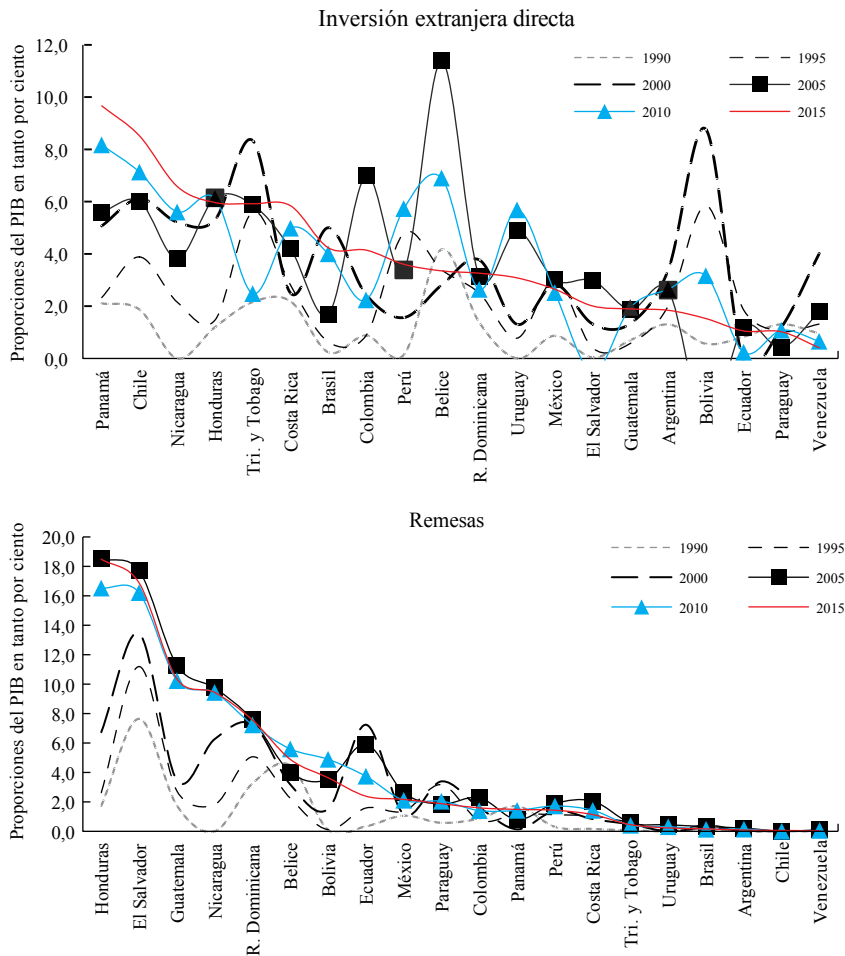 Inversión extranjera directa
Proporciones del PIB en tanto por ciento
12,0
10,0
8,0
6,0
4,0
2,0
0,0
1990
1995
2000
2005
2010
2015
Panamá
Chile
Nicaragua
Honduras
Tri. y Tobago
Costa Rica
Brasil
Colombia
Perú
Belice
R. Dominicana
Uruguay
México
El Salvador
Guatemala
Argentina
Bolivia
Ecuador
Paraguay
Venezuela
Remesas
Proporciones del PIB en tanto por ciento
20,0
18,0
16,0
14,0
12,0
10,0
8,0
6,0
4,0
2,0
0,0
1990
1995
2000
2005
2010
2015
Honduras
El Salvador
Guatemala
Nicaragua
R. Dominicana
Belice
Bolivia
Ecuador
México
Paraguay
Colombia
Panamá
Perú
Costa Rica
Tri. y Tobago
Uruguay
Brasil
Argentina
Chile
Venezuela